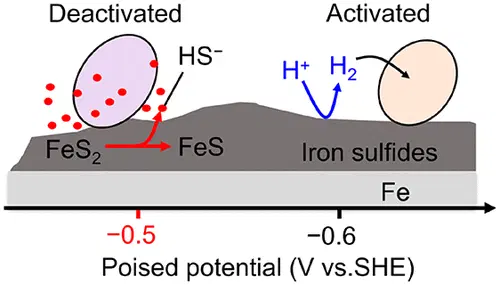 Deactivated
Activated
HS⁻
H⁺
H₂
FeS₂
FeS
Iron sulfides
Fe
−0.5
−0.6
Poised potential (V vs.SHE)